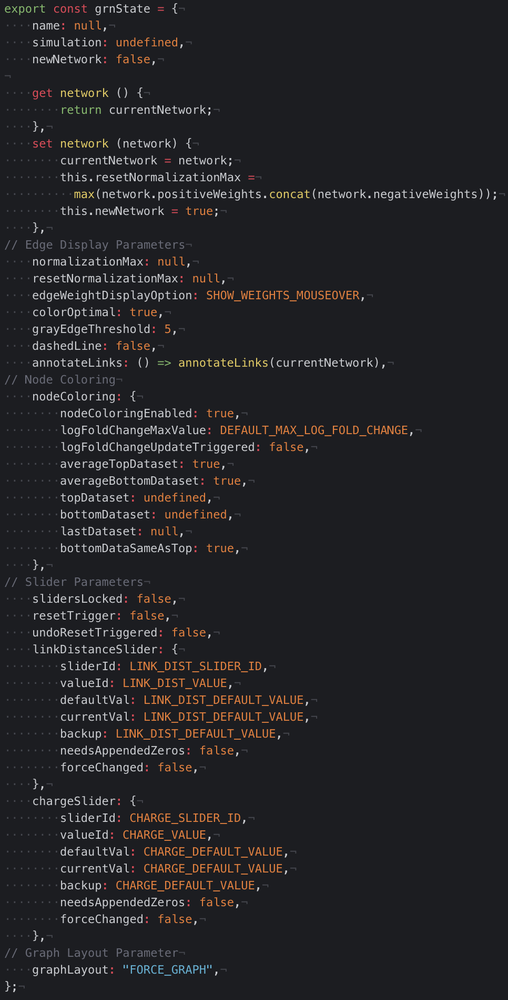 export const grnState = {
    name: null,
    simulation: undefined,
    newNetwork: false,

    get network () {
        return currentNetwork;
    },
    set network (network) {
        currentNetwork = network;
        this.resetNormalizationMax =
          max(network.positiveWeights.concat(network.negativeWeights));
        this.newNetwork = true;
    },
// Edge Display Parameters
    normalizationMax: null,
    resetNormalizationMax: null,
    edgeWeightDisplayOption: SHOW_WEIGHTS_MOUSEOVER,
    colorOptimal: true,
    grayEdgeThreshold: 5,
    dashedLine: false,
    annotateLinks: () => annotateLinks(currentNetwork),
// Node Coloring
    nodeColoring: {
        nodeColoringEnabled: true,
        logFoldChangeMaxValue: DEFAULT_MAX_LOG_FOLD_CHANGE,
        logFoldChangeUpdateTriggered: false,
        averageTopDataset: true,
        averageBottomDataset: true,
        topDataset: undefined,
        bottomDataset: undefined,
        lastDataset: null,
        bottomDataSameAsTop: true,
    },
// Slider Parameters
    slidersLocked: false,
    resetTrigger: false,
    undoResetTriggered: false,
    linkDistanceSlider: {
        sliderId: LINK_DIST_SLIDER_ID,
        valueId: LINK_DIST_VALUE,
        defaultVal: LINK_DIST_DEFAULT_VALUE,
        currentVal: LINK_DIST_DEFAULT_VALUE,
        backup: LINK_DIST_DEFAULT_VALUE,
        needsAppendedZeros: false,
        forceChanged: false,
    },
    chargeSlider: {
        sliderId: CHARGE_SLIDER_ID,
        valueId: CHARGE_VALUE,
        defaultVal: CHARGE_DEFAULT_VALUE,
        currentVal: CHARGE_DEFAULT_VALUE,
        backup: CHARGE_DEFAULT_VALUE,
        needsAppendedZeros: false,
        forceChanged: false,
    },
// Graph Layout Parameter
    graphLayout: "FORCE_GRAPH",
};